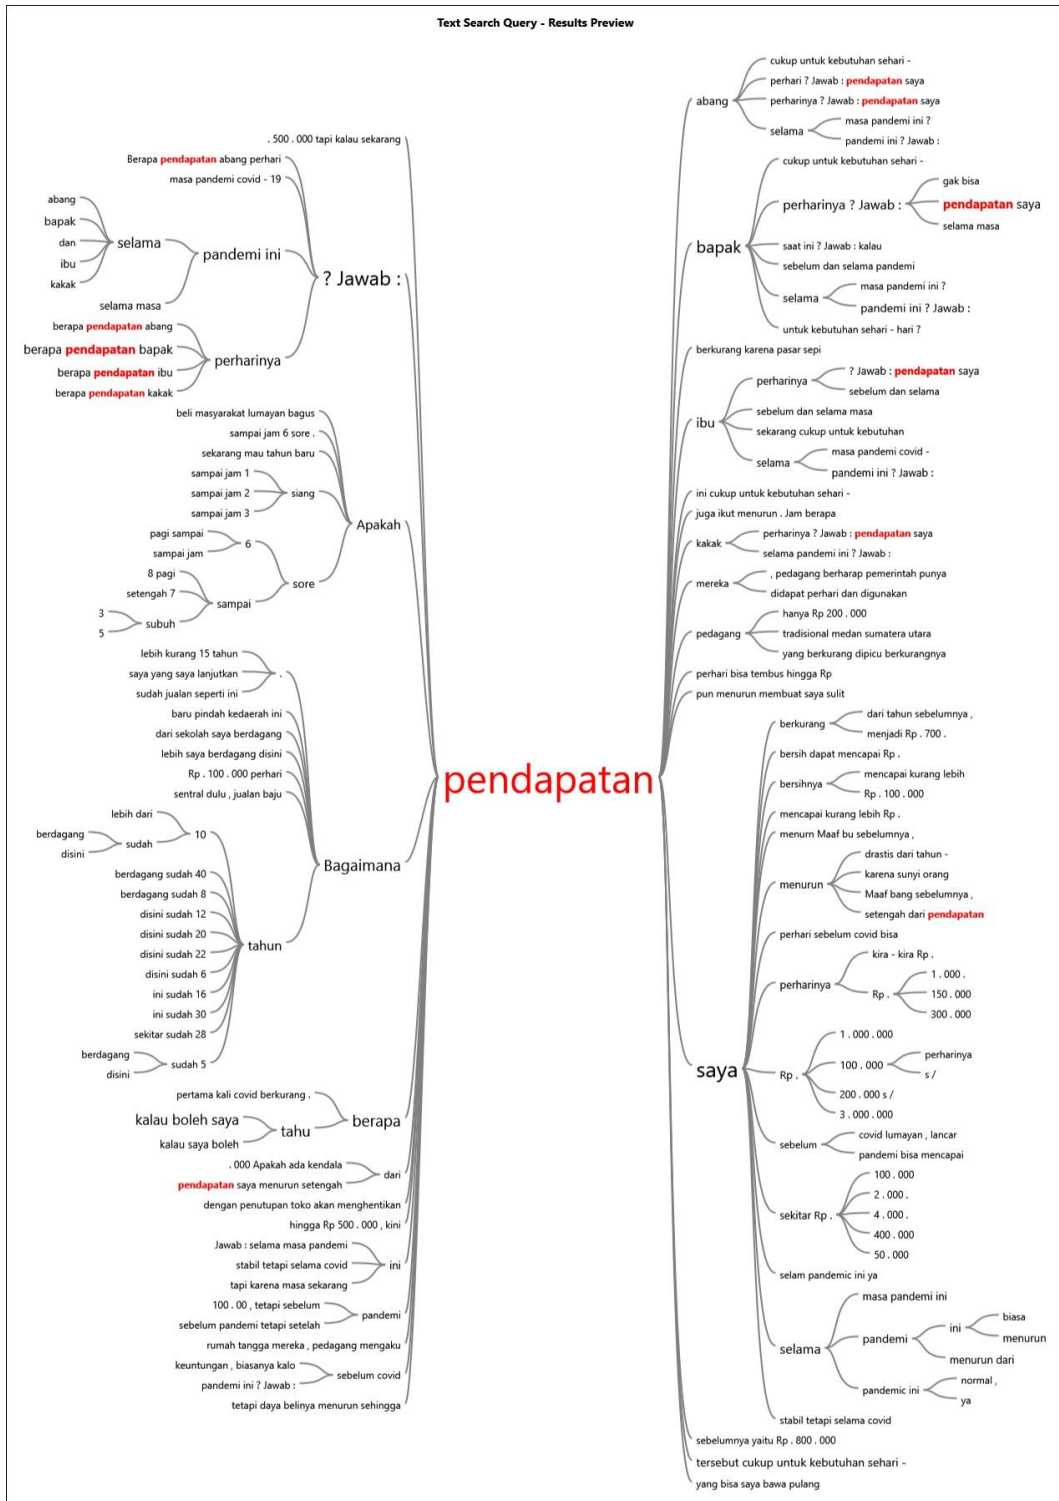 Text Search Query - Results Preview
. 500 . 000 tapi kalau sekarang
Berapa pendapatan abang perhari
masa pandemi covid - 19
abang
bapak
dan
ibu
kakak
selama
selama masa
pandemi ini
berapa pendapatan abang
berapa pendapatan bapak
berapa pendapatan ibu
berapa pendapatan kakak
perharinya
? Jawab :
beli masyarakat lumayan bagus
sampai jam 6 sore .
sekarang mau tahun baru
sampai jam 1
sampai jam 2
sampai jam 3
siang
pagi sampai
sampai jam
6
8 pagi
setengah 7
3
5
subuh
sampai
sore
Apakah
lebih kurang 15 tahun
saya yang saya lanjutkan
sudah jualan seperti ini
.
baru pindah kedaerah ini
dari sekolah saya berdagang
lebih saya berdagang disini
Rp . 100 . 000 perhari
sentral dulu , jualan baju
lebih dari
berdagang
disini
sudah
10
berdagang sudah 40
berdagang sudah 8
disini sudah 12
disini sudah 20
disini sudah 22
disini sudah 6
ini sudah 16
ini sudah 30
sekitar sudah 28
berdagang
disini
sudah 5
tahun
Bagaimana
pertama kali covid berkurang .
kalau boleh saya
kalau saya boleh
tahu
berapa
. 000 Apakah ada kendala
pendapatan saya menurun setengah
dari
dengan penutupan toko akan menghentikan
hingga Rp 500 . 000 , kini
Jawab : selama masa pandemi
stabil tetapi selama covid
tapi karena masa sekarang
ini
100 . 00 , tetapi sebelum
sebelum pandemi tetapi setelah
pandemi
rumah tangga mereka , pedagang mengaku
keuntungan , biasanya kalo
pandemi ini ? Jawab :
sebelum covid
tetapi daya belinya menurun sehingga
pendapatan
abang
cukup untuk kebutuhan sehari -
perhari ? Jawab : pendapatan saya
perharinya ? Jawab : pendapatan saya
selama
masa pandemi ini ?
pandemi ini ? Jawab :
bapak
cukup untuk kebutuhan sehari -
perharinya ? Jawab :
gak bisa
pendapatan saya
selama masa
saat ini ? Jawab : kalau
sebelum dan selama pandemi
selama
masa pandemi ini ?
pandemi ini ? Jawab :
untuk kebutuhan sehari - hari ?
berkurang karena pasar sepi
ibu
perharinya
? Jawab : pendapatan saya
sebelum dan selama
sebelum dan selama masa
sekarang cukup untuk kebutuhan
selama
masa pandemi covid -
pandemi ini ? Jawab :
ini cukup untuk kebutuhan sehari -
juga ikut menurun . Jam berapa
kakak
perharinya ? Jawab : pendapatan saya
selama pandemi ini ? Jawab :
mereka
, pedagang berharap pemerintah punya
didapat perhari dan digunakan
pedagang
hanya Rp 200 . 000
tradisional medan sumatera utara
yang berkurang dipicu berkurangnya
perhari bisa tembus hingga Rp
pun menurun membuat saya sulit
saya
berkurang
dari tahun sebelumnya ,
menjadi Rp . 700 .
bersih dapat mencapai Rp .
bersihnya
mencapai kurang lebih
Rp . 100 . 000
mencapai kurang lebih Rp .
menurn Maaf bu sebelumnya ,
menurun
drastis dari tahun -
karena sunyi orang
Maaf bang sebelumnya ,
setengah dari pendapatan
perhari sebelum covid bisa
perharinya
kira - kira Rp .
Rp .
1 . 000 .
150 . 000
300 . 000
Rp .
1 . 000 . 000
100 . 000
perharinya
s /
200 . 000 s /
3 . 000 . 000
sebelum
covid lumayan , lancar
pandemi bisa mencapai
sekitar Rp .
100 . 000
2 . 000 .
4 . 000 .
400 . 000
50 . 000
selam pandemic ini ya
selama
masa pandemi ini
pandemi
ini
biasa
menurun
menurun dari
pandemic ini
normal ,
ya
stabil tetapi selama covid
sebelumnya yaitu Rp . 800 . 000
tersebut cukup untuk kebutuhan sehari -
yang bisa saya bawa pulang